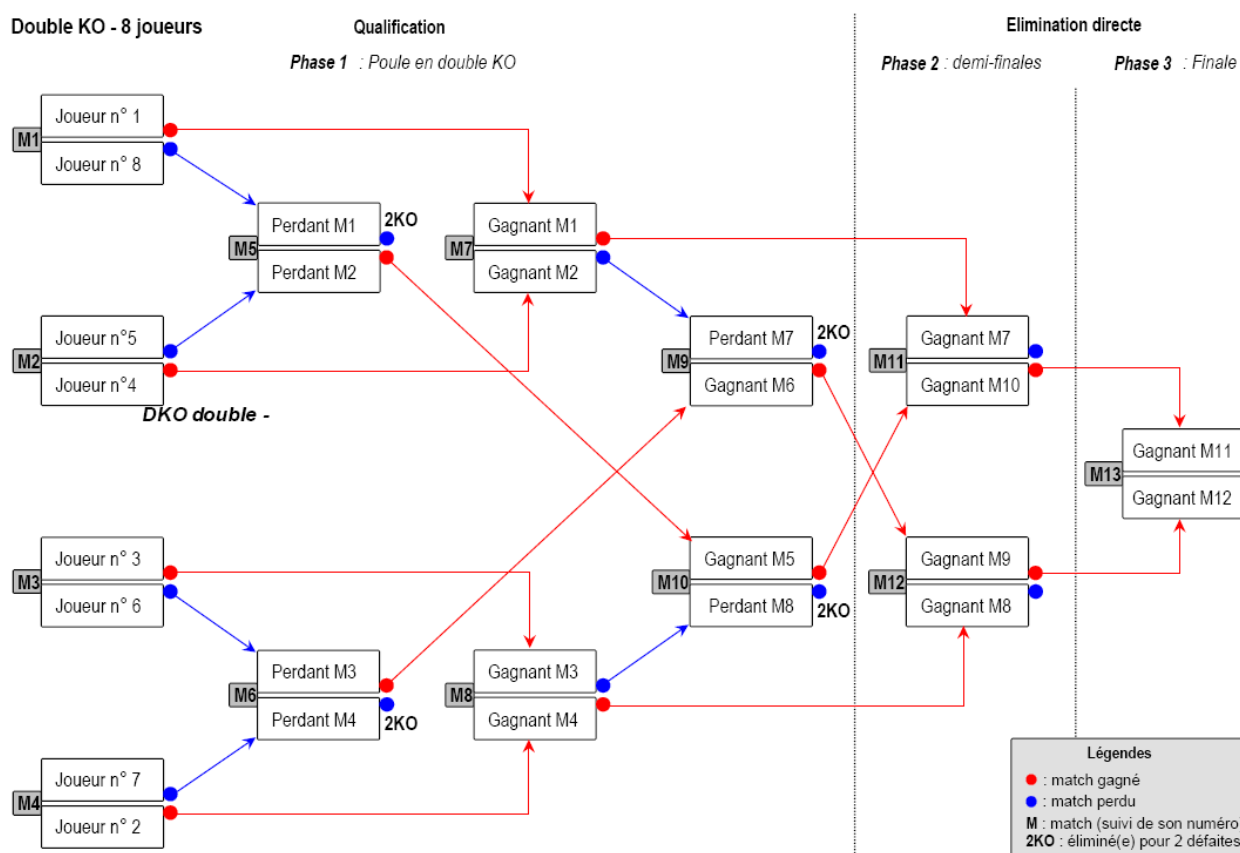 Double KO - 8 joueurs
Qualification
Elimination directe
Phase 1 : Poule en double KO
Phase 2 : demi-finales
Phase 3 : Finale
M1
Joueur n° 1
Joueur n° 8
M5
Perdant M1
Perdant M2
2KO
M7
Gagnant M1
Gagnant M2
M2
Joueur n°5
Joueur n°4
DKO double -
M9
Perdant M7
Gagnant M6
2KO
M11
Gagnant M7
Gagnant M10
M13
Gagnant M11
Gagnant M12
M3
Joueur n° 3
Joueur n° 6
M10
Gagnant M5
Perdant M8
2KO
M12
Gagnant M9
Gagnant M8
M6
Perdant M3
Perdant M4
2KO
M8
Gagnant M3
Gagnant M4
M4
Joueur n° 7
Joueur n° 2
Légendes
: match gagné
: match perdu
M : match (suivi de son numéro
2KO : éliminé(e) pour 2 défaites